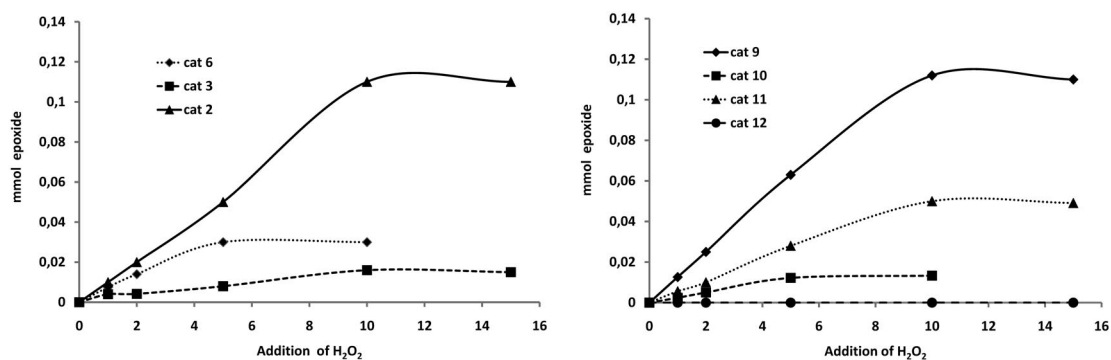 0,14
0,12
0,1
0,08
0,06
0,04
0,02
0
mmol epoxide
cat 6
cat 3
cat 2
0 2 4 6 8 10 12 14 16
Addition of H₂O₂
0,14
0,12
0,1
0,08
0,06
0,04
0,02
0
mmol epoxide
cat 9
cat 10
cat 11
cat 12
0 2 4 6 8 10 12 14 16
Addition of H₂O₂